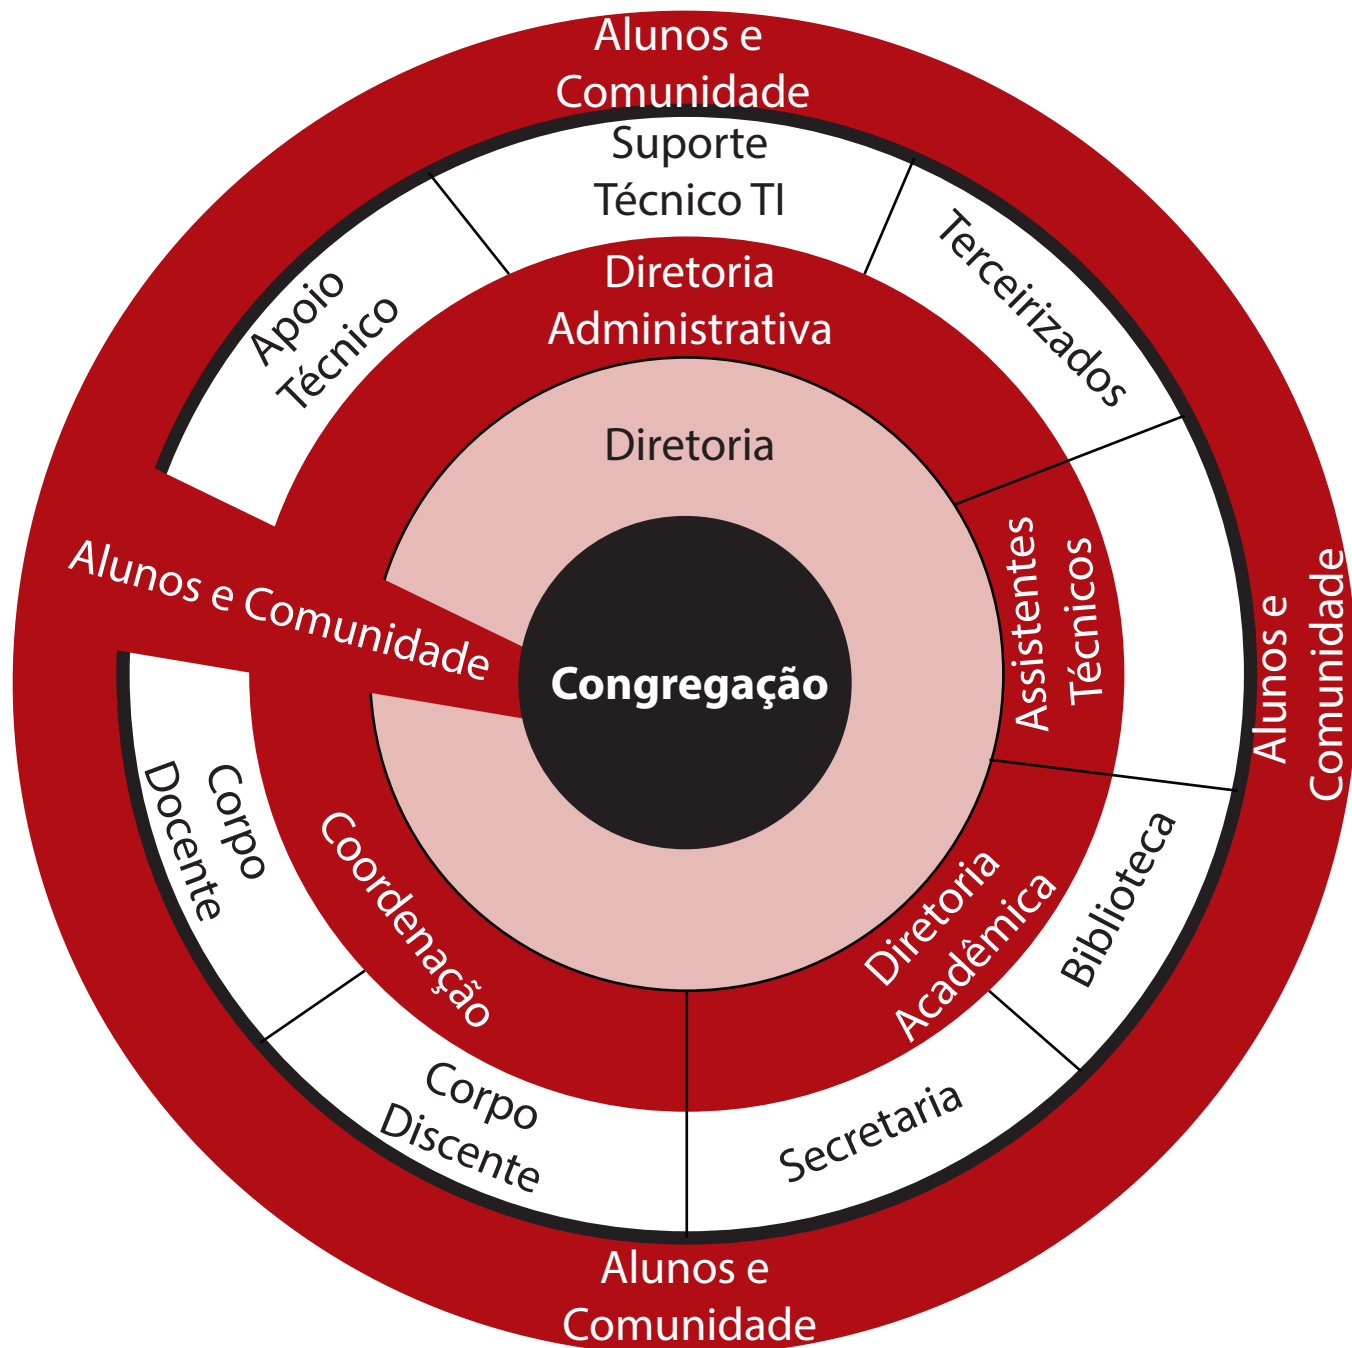 Alunos e
Comunidade
Suporte
Técnico TI
Terceirizados
Apoio
Técnico
Diretoria
Administrativa
Diretoria
Alunos e Comunidade
Congregação
Assistentes
Técnicos
Alunos e
Comunidade
Corpo
Docente
Coordenação
Diretoria
Acadêmica
Biblioteca
Corpo
Discente
Secretaria
Alunos e
Comunidade